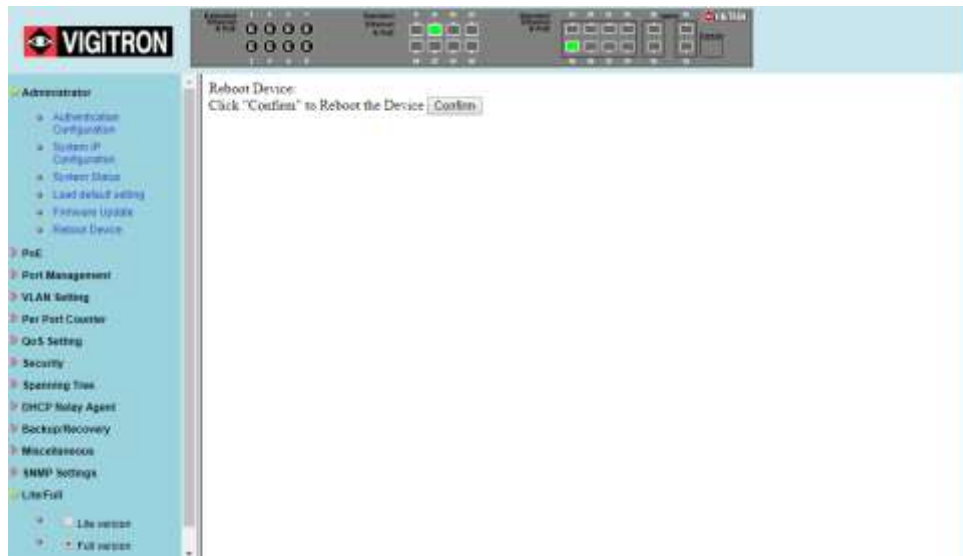 VIGITRON
Administrator
Authentication
Configuration
System IP
Configuration
System Status
Load default setting
Firmware Update
Reboot Device
PoE
Port Management
VLAN Setting
Per Port Counter
QoS Setting
Security
Spanning Tree
DHCP Relay Agent
Backup/Recovery
Miscellaneous
SNMP Settings
Lite/Full
Lite version
Full version
Reboot Device:
Click "Confirm" to Reboot the Device Confirm